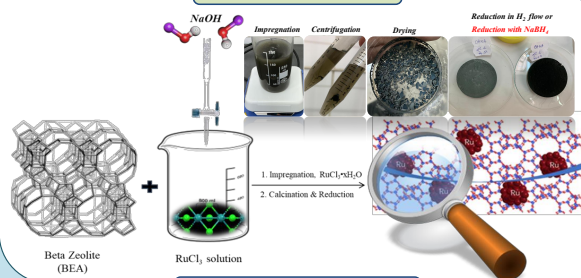 NaOH
Impregnation
Centrifugation
Drying
Reduction in H2 flow or
Reduction with NaBH4
1. Impregnation, RuCl3•xH2O
2. Calcination & Reduction
Ru
Ru
Ru
Ru
Beta Zeolite
(BEA)
RuCl3 solution